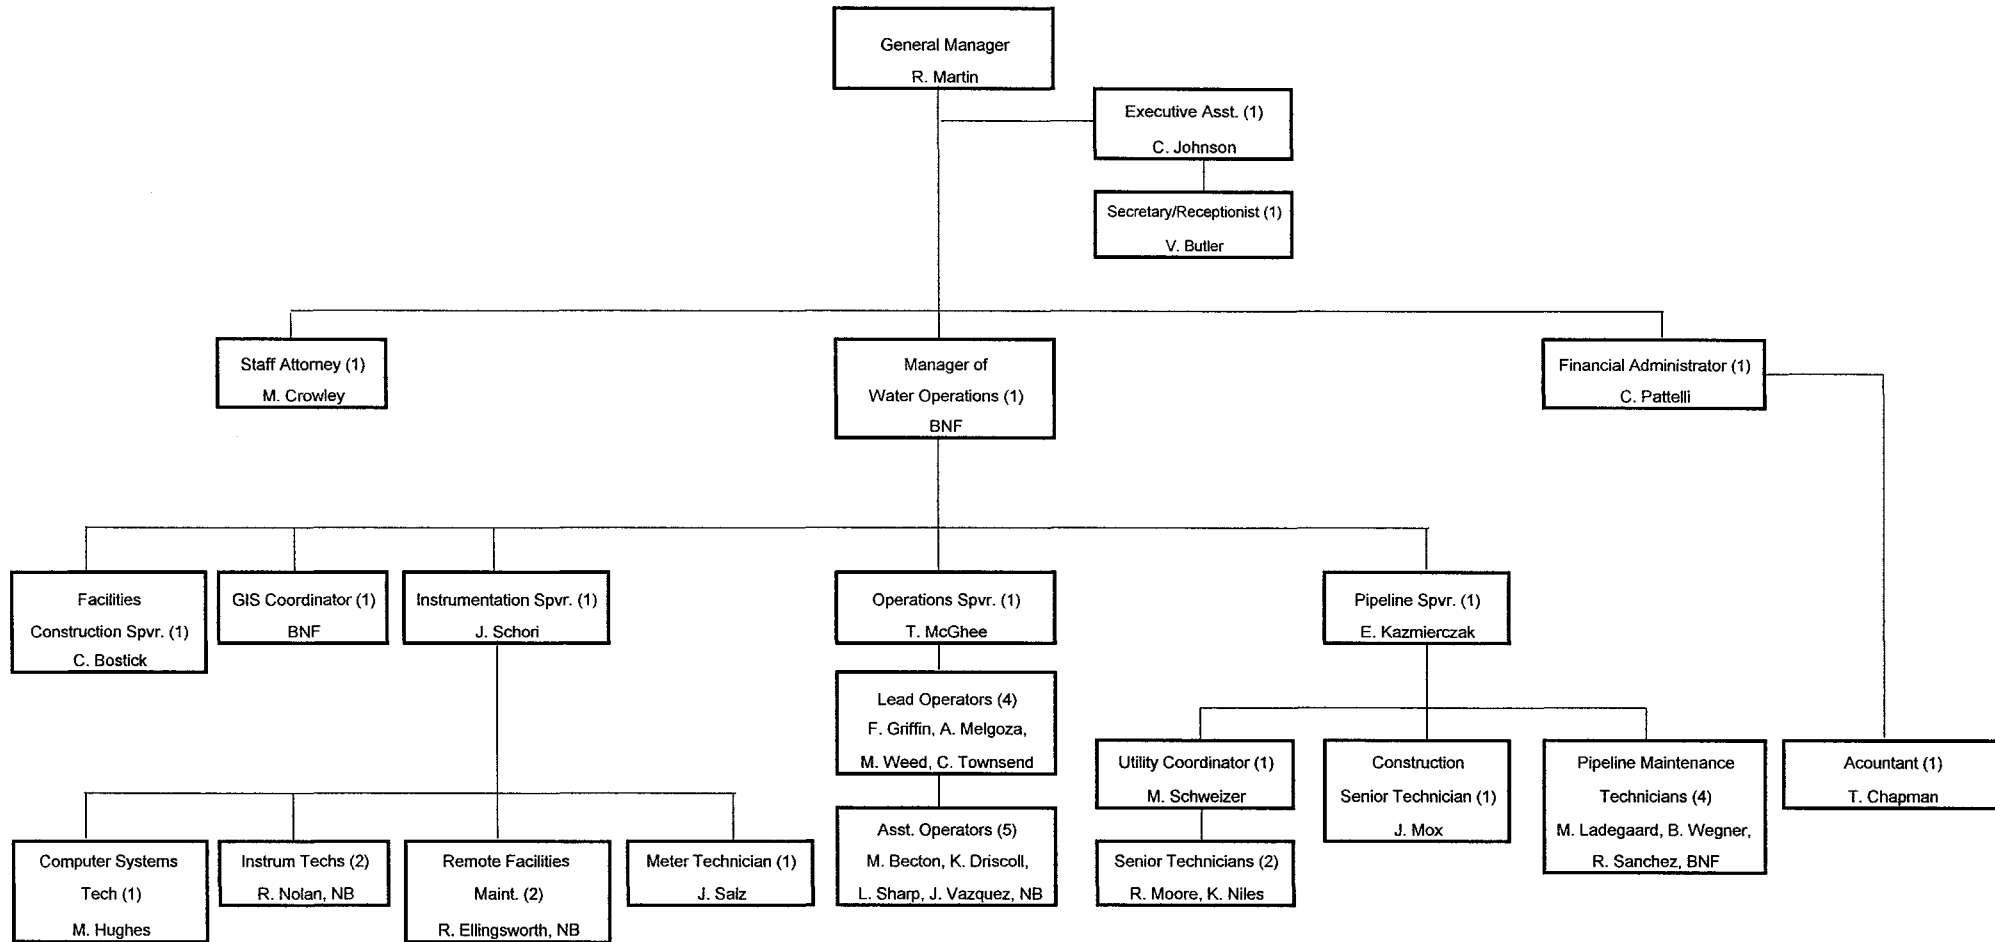 General Manager
R. Martin
Executive Asst. (1)
C. Johnson
Secretary/Receptionist (1)
V. Butler
Staff Attorney (1)
M. Crowley
Manager of
Water Operations (1)
BNF
Financial Administrator (1)
C. Pattelli
Facilities
Construction Spvr. (1)
C. Bostick
GIS Coordinator (1)
BNF
Instrumentation Spvr. (1)
J. Schori
Operations Spvr. (1)
T. McGhee
Pipeline Spvr. (1)
E. Kazmierczak
Lead Operators (4)
F. Griffin, A. Melgoza,
M. Weed, C. Townsend
Utility Coordinator (1)
M. Schweizer
Construction
Senior Technician (1)
J. Mox
Pipeline Maintenance
Technicians (4)
M. Ladegaard, B. Wegner,
R. Sanchez, BNF
Acountant (1)
T. Chapman
Computer Systems
Tech (1)
M. Hughes
Instrum Techs (2)
R. Nolan, NB
Remote Facilities
Maint. (2)
R. Ellingsworth, NB
Meter Technician (1)
J. Salz
Asst. Operators (5)
M. Becton, K. Driscoll,
L. Sharp, J. Vazquez, NB
Senior Technicians (2)
R. Moore, K. Niles